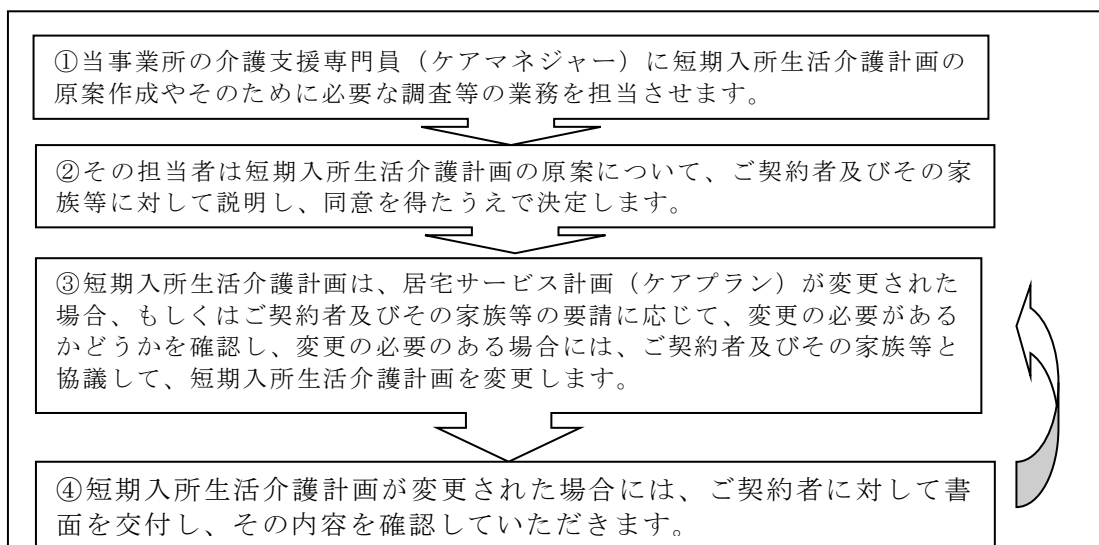 ①当事業所の介護支援専門員（ケアマネジャー）に短期入所生活介護計画の
原案作成やそのために必要な調査等の業務を担当させます。
②その担当者は短期入所生活介護計画の原案について、ご契約者及びその家
族等に対して説明し、同意を得たうえで決定します。
③短期入所生活介護計画は、居宅サービス計画（ケアプラン）が変更された
場合、もしくはご契約者及びその家族等の要請に応じて、変更の必要がある
かどうかを確認し、変更の必要のある場合には、ご契約者及びその家族等と
協議して、短期入所生活介護計画を変更します。
④短期入所生活介護計画が変更された場合には、ご契約者に対して書
面を交付し、その内容を確認していただきます。